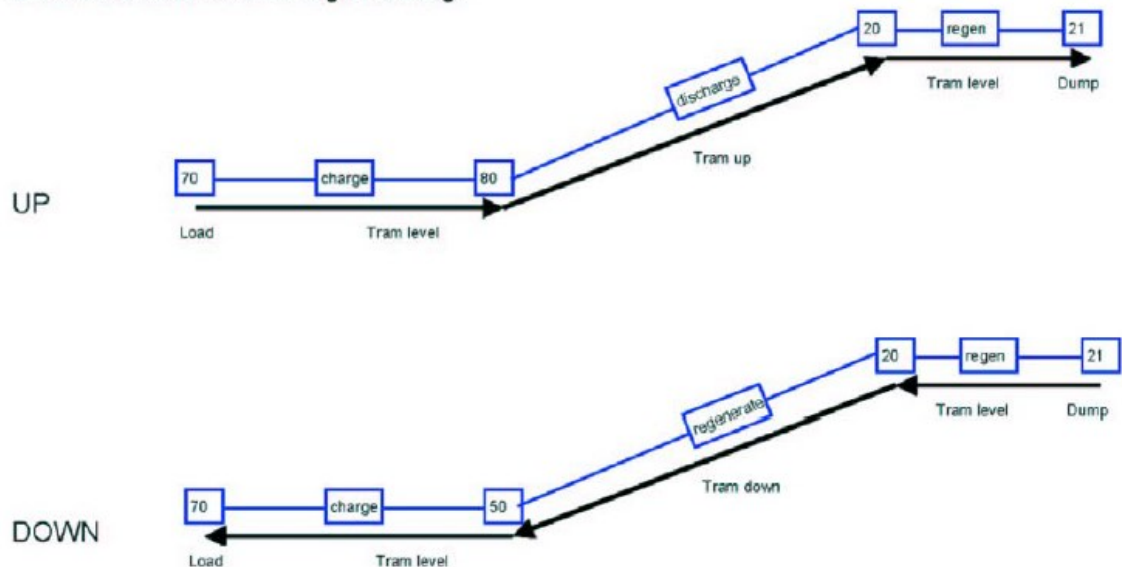 20 regen 21
discharge
Tram level Dump
Tram up
70 charge 80
UP
Load Tram level
20 regen 21
regenerate
Tram level Dump
Tram down
70 charge 50
DOWN
Load Tram level